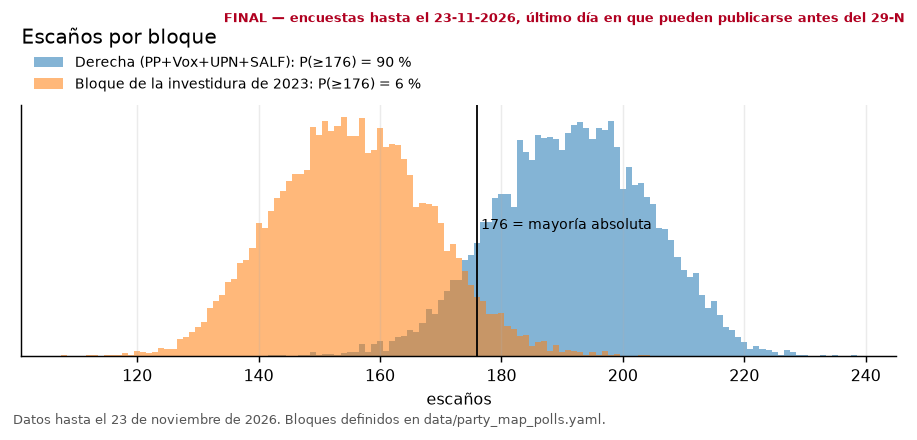 FINAL — encuestas hasta el 23-11-2026, último día en que pueden publicarse antes del 29-N
Escaños por bloque
Derecha (PP+Vox+UPN+SALF): P(≥176) = 90 %
Bloque de la investidura de 2023: P(≥176) = 6 %
176 = mayoría absoluta
120 140 160 180 200 220 240
escaños
Datos hasta el 23 de noviembre de 2026. Bloques definidos en data/party_map_polls.yaml.